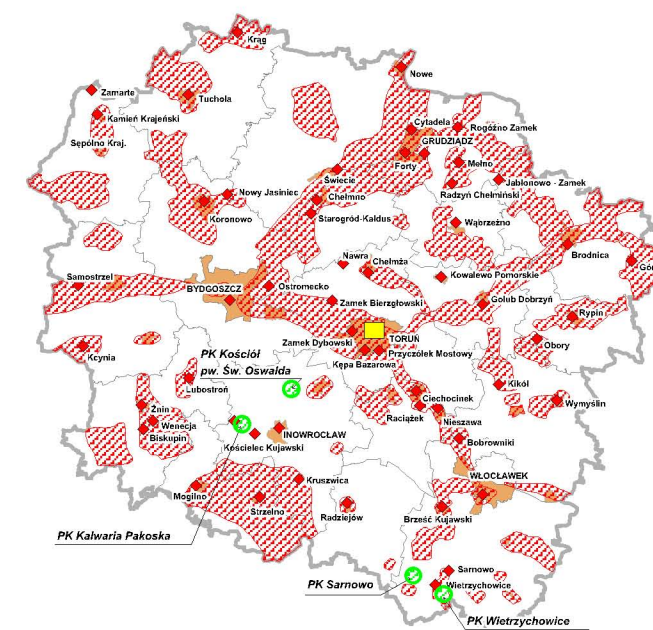 Krąg
Nowe
Zamarte
Tuchola
Kamień Krajeński
Cytadela
Rogóźno Zamek
GRUDZIĄDZ
Sępólno Kraj.
Mełno
Forty
Świecie
Jabłonowo - Zamek
Radzyń Chełmiński
Nowy Jasiniec
Chełmno
Starogród-Kałdus
Koronowo
Wąbrzeźno
Brodnica
Nawra
Chełmża
Gór
Samostrzel
Kowalewo Pomorskie
BYDGOSZCZ
Ostromecko
Zamek Bierzgłowski
Golub Dobrzyń
Rypin
Zamek Dybowski
TORUŃ
Obory
PK Kościół
pw. Św. Oswalda
Przyczółek Mostowy
Kcynia
Kępa Bazarowa
Kikół
Lubostroń
Ciechocinek
Wymyślin
Żnin
Raciążek
Nieszawa
Wenecja
Biskupin
INOWROCŁAW
Bobrowniki
Kościelec Kujawski
WŁOCŁAWEK
Kruszwica
Mogilno
Strzelno
Radziejów
Brześć Kujawski
PK Kalwaria Pakoska
Sarnowo
PK Sarnowo
Wietrzychowice
PK Wietrzychowice